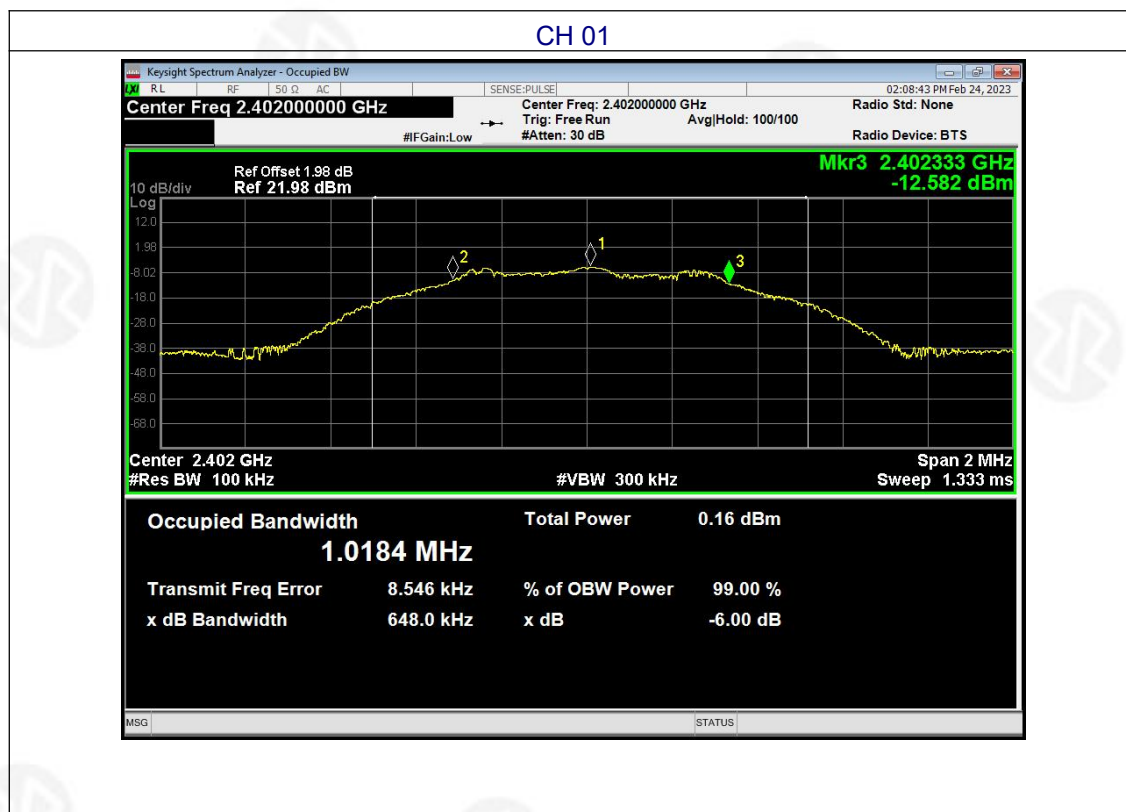 CH 01
Keysight Spectrum Analyzer - Occupied BW
LXI RL RF 50 Ω AC SENSE:PULSE 02:08:43 PM Feb 24, 2023
Center Freq 2.402000000 GHz Center Freq: 2.402000000 GHz Radio Std: None
Trig: Free Run Avg|Hold: 100/100
#IFGain:Low #Atten: 30 dB Radio Device: BTS
Mkr3 2.402333 GHz
-12.582 dBm
Ref Offset 1.98 dB
10 dB/div Ref 21.98 dBm
Log
12.0
1.98
-8.02
-18.0
-28.0
-38.0
-48.0
-58.0
-68.0
2
1
3
Center 2.402 GHz Span 2 MHz
#Res BW 100 kHz #VBW 300 kHz Sweep 1.333 ms
Occupied Bandwidth Total Power 0.16 dBm
1.0184 MHz
Transmit Freq Error 8.546 kHz % of OBW Power 99.00 %
x dB Bandwidth 648.0 kHz x dB -6.00 dB
MSG STATUS